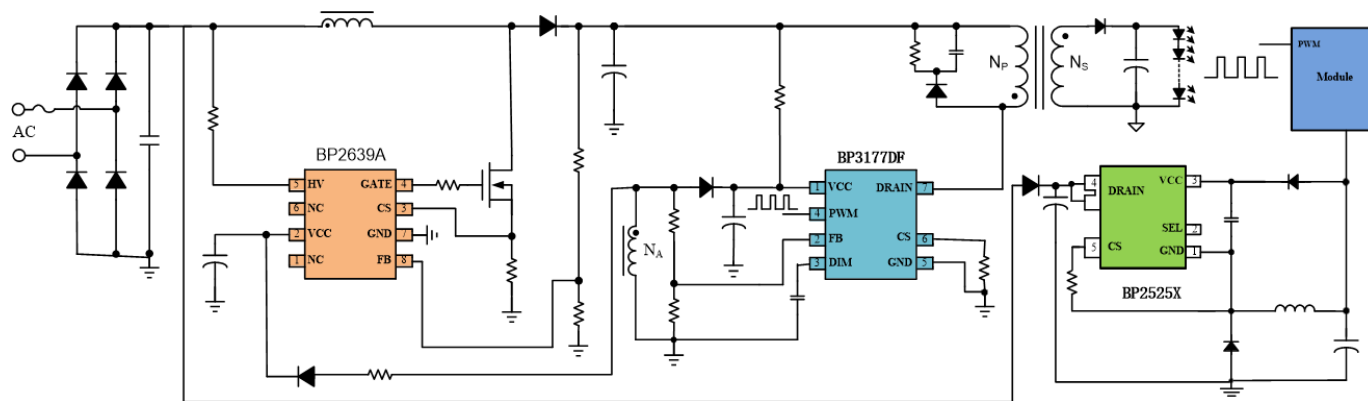 AC
BP2639A
5 HV GATE 4
6 NC CS 3
2 VCC GND 7
1 NC FB 8
NA
BP3177DF
1 VCC DRAIN 7
4 PWM
2 FB CS 6
3 DIM GND 5
NP NS
PWM
Module
4 DRAIN VCC 3
SEL 2
5 CS GND 1
BP2525X